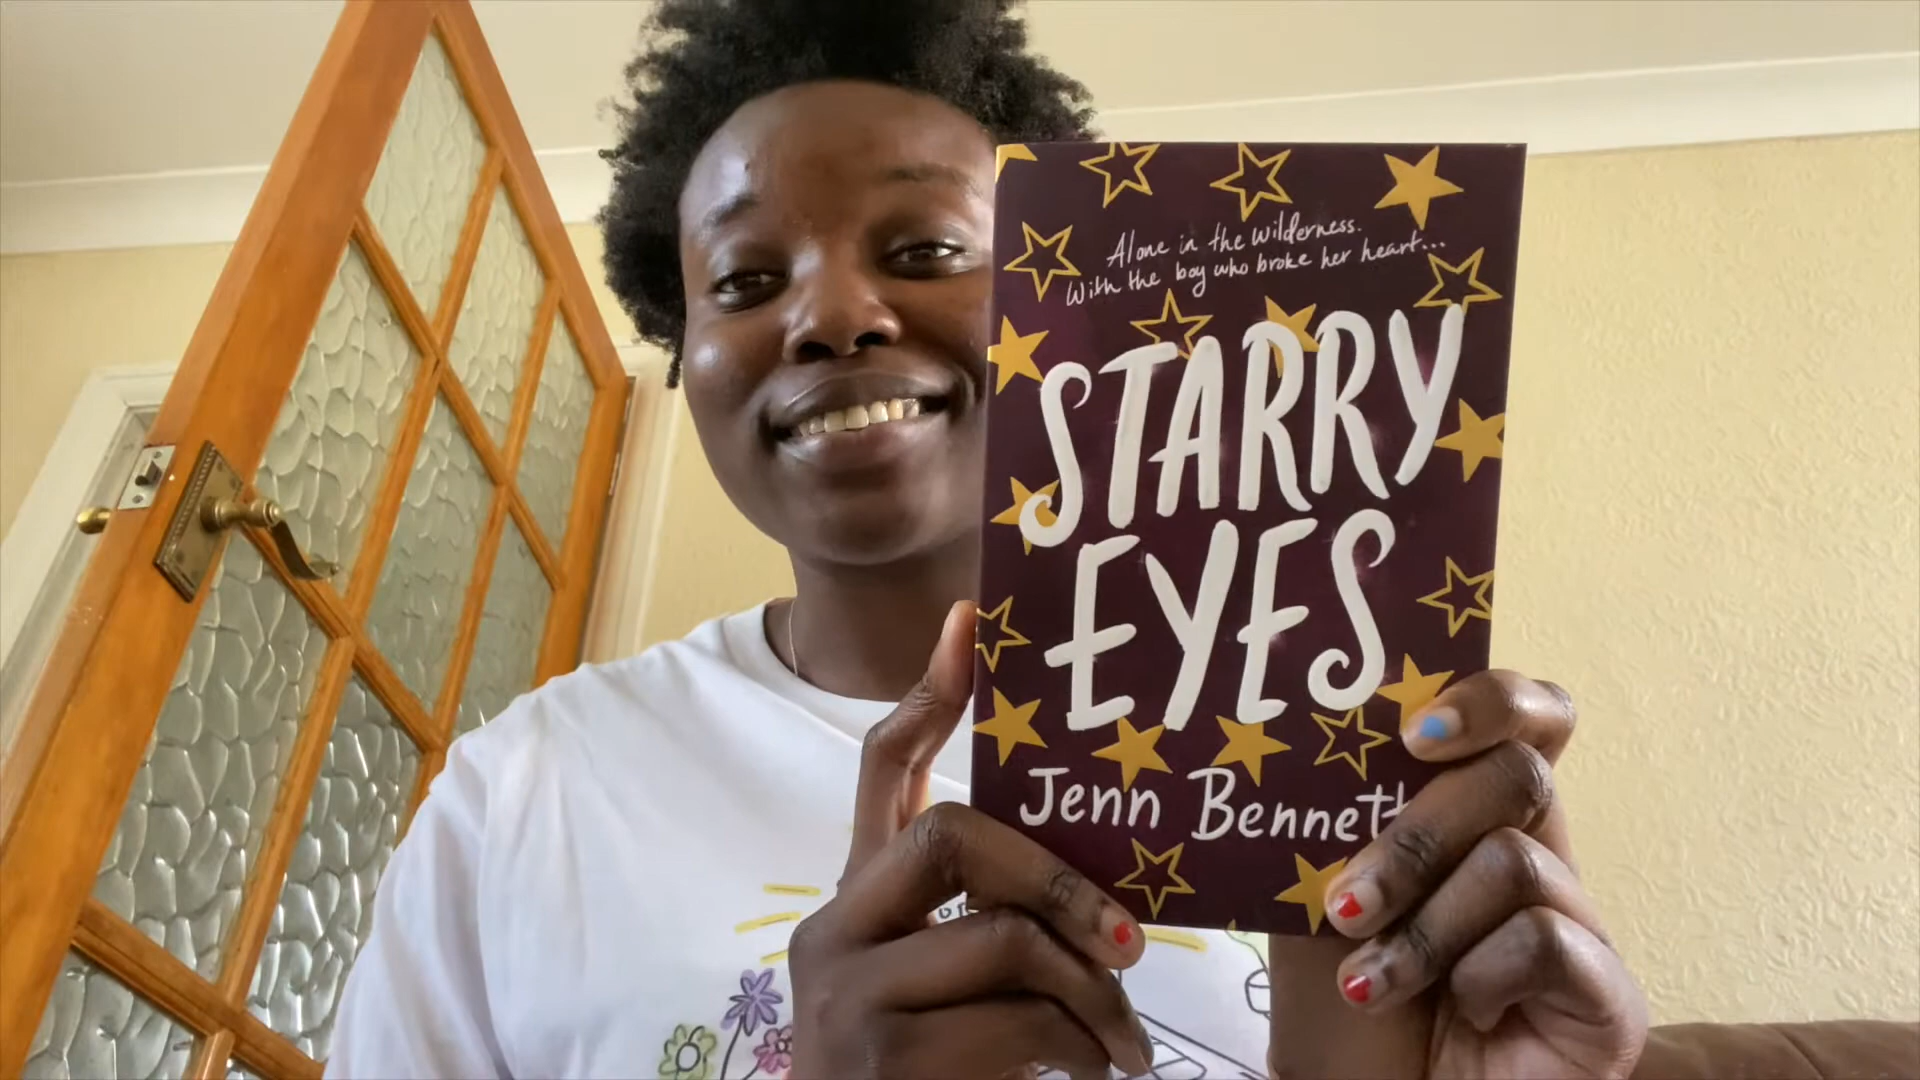 Alone in the wilderness.
With the boy who broke her heart...
STARRY
EYES
Jenn Bennett